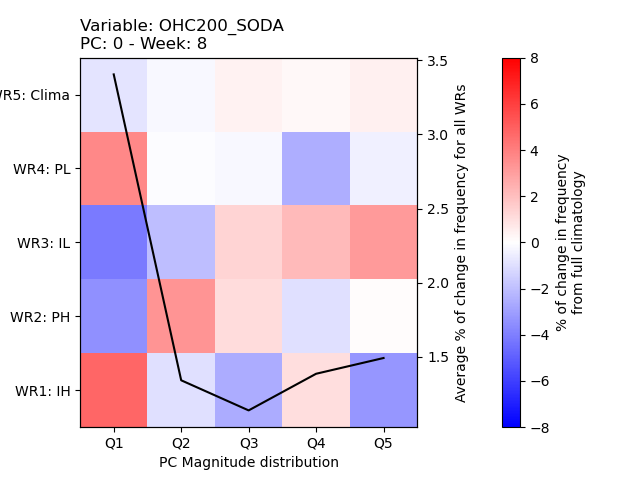 Variable: OHC200_SODA
PC: 0 - Week: 8
WR5: Clima
WR4: PL
WR3: IL
WR2: PH
WR1: IH
Q1 Q2 Q3 Q4 Q5
PC Magnitude distribution
3.5
3.0
2.5
2.0
1.5
Average % of change in frequency for all WRs
8
6
4
2
0
−2
−4
−6
−8
% of change in frequency
from full climatology